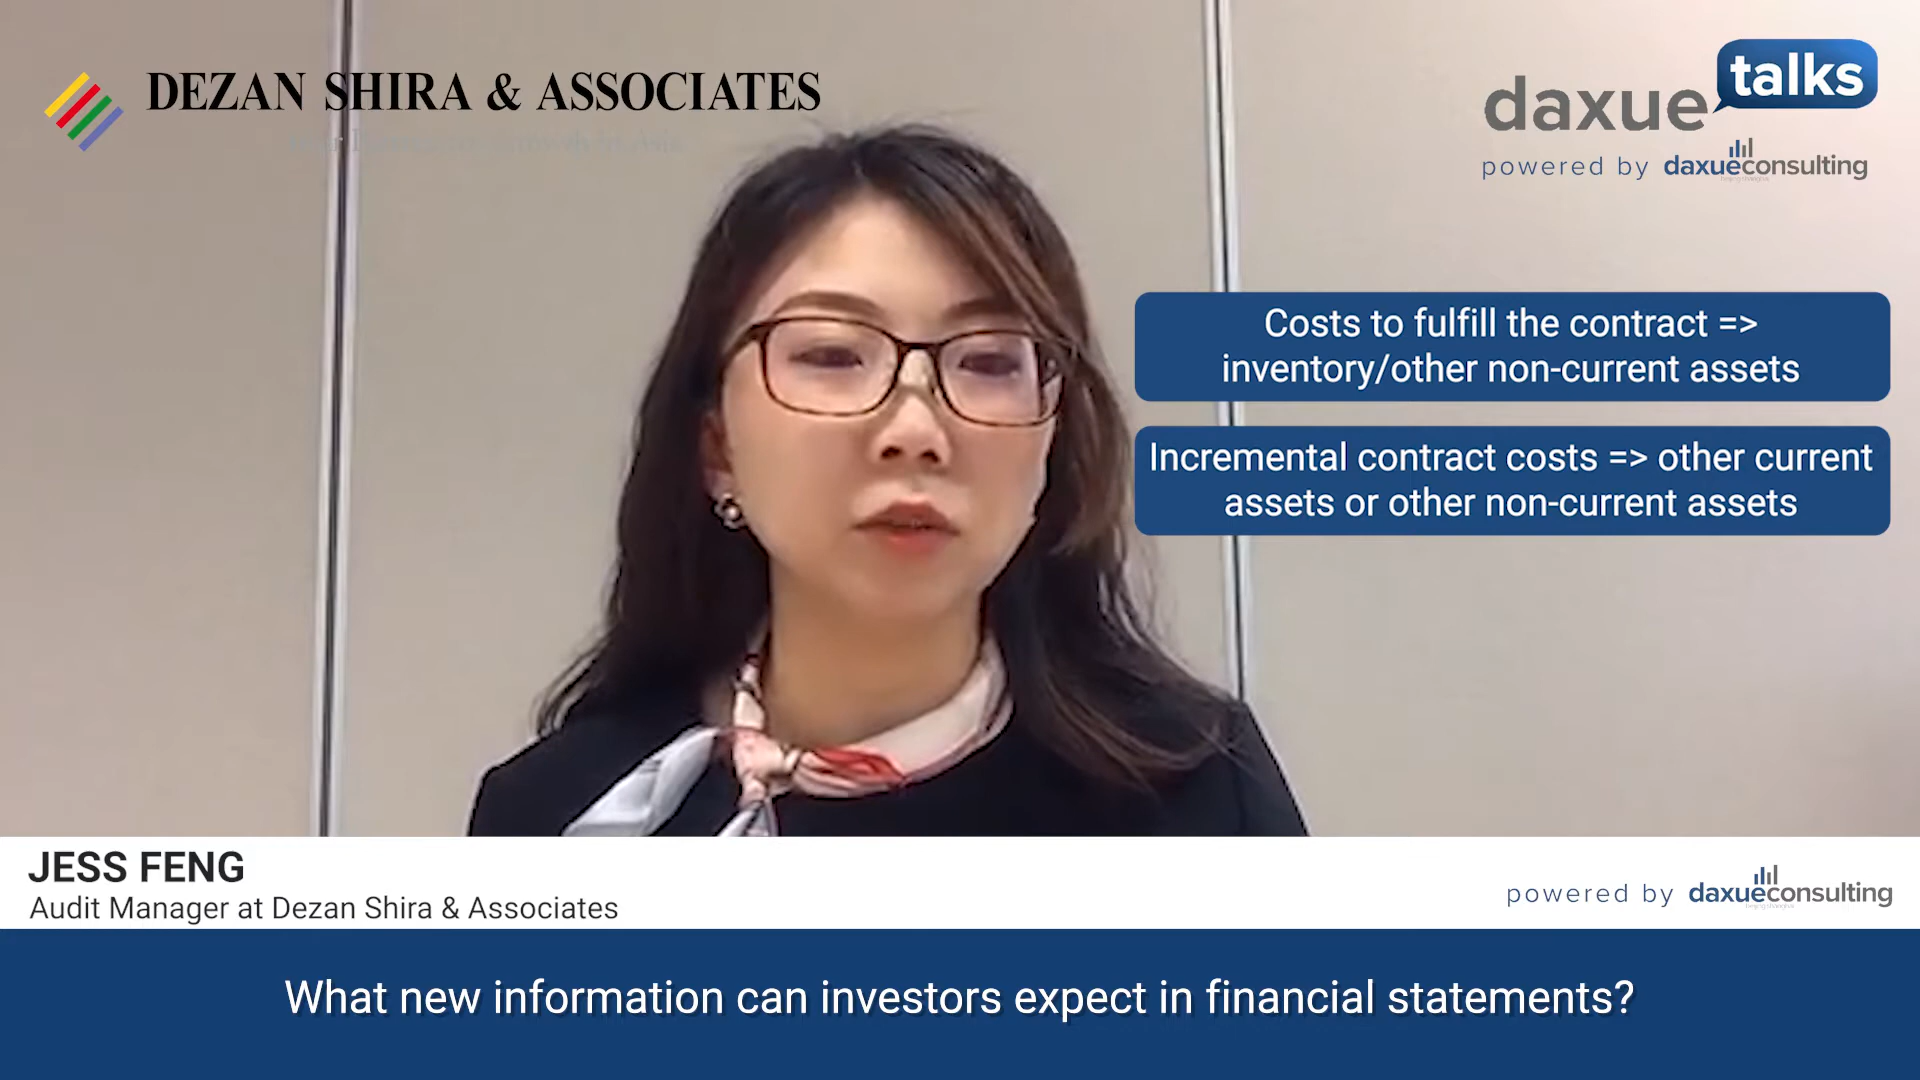 DEZAN SHIRA & ASSOCIATES
daxue talks
powered by daxueconsulting
Costs to fulfill the contract =>
inventory/other non-current assets
Incremental contract costs => other current
assets or other non-current assets
JESS FENG
Audit Manager at Dezan Shira & Associates
powered by daxueconsulting
What new information can investors expect in financial statements?